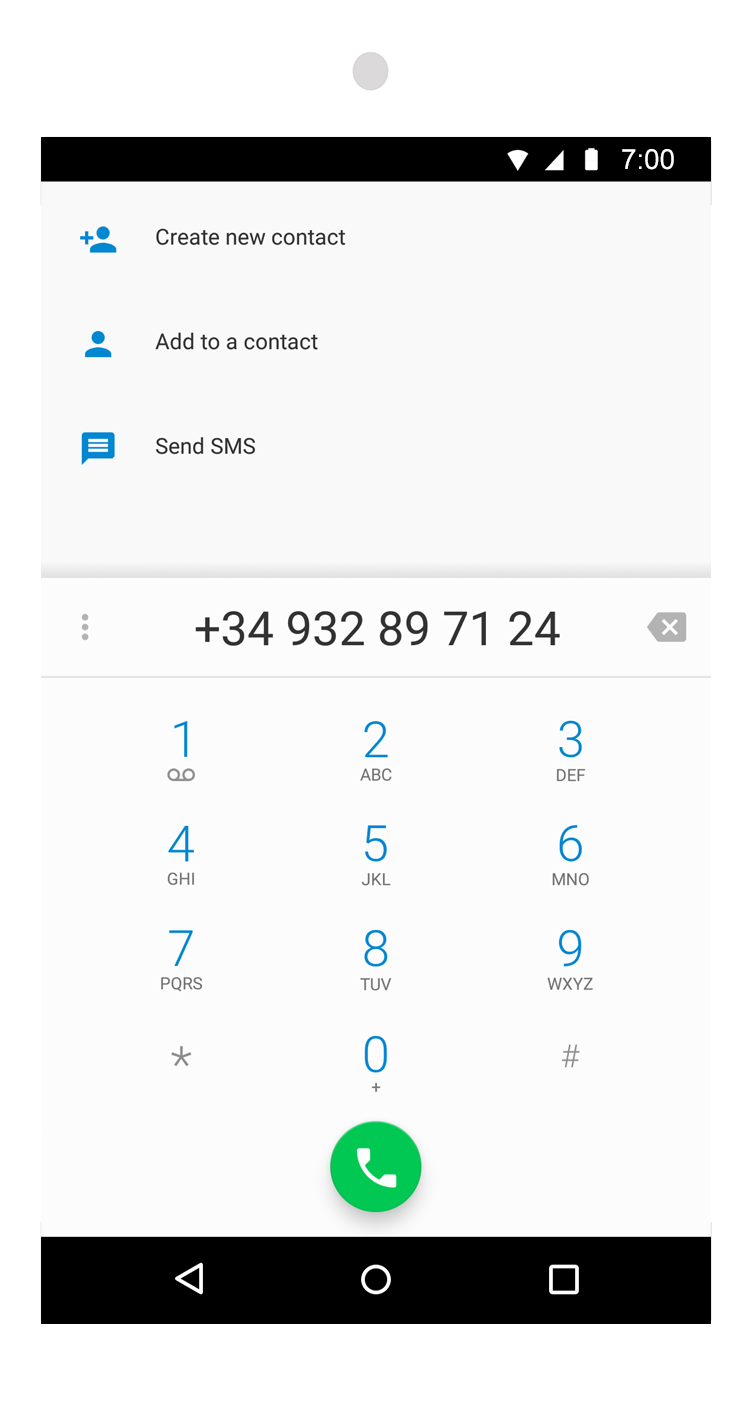 7:00
Create new contact
Add to a contact
Send SMS
+34 932 89 71 24
1 2 3
ABC DEF
4 5 6
GHI JKL MNO
7 8 9
PQRS TUV WXYZ
* 0 #
+